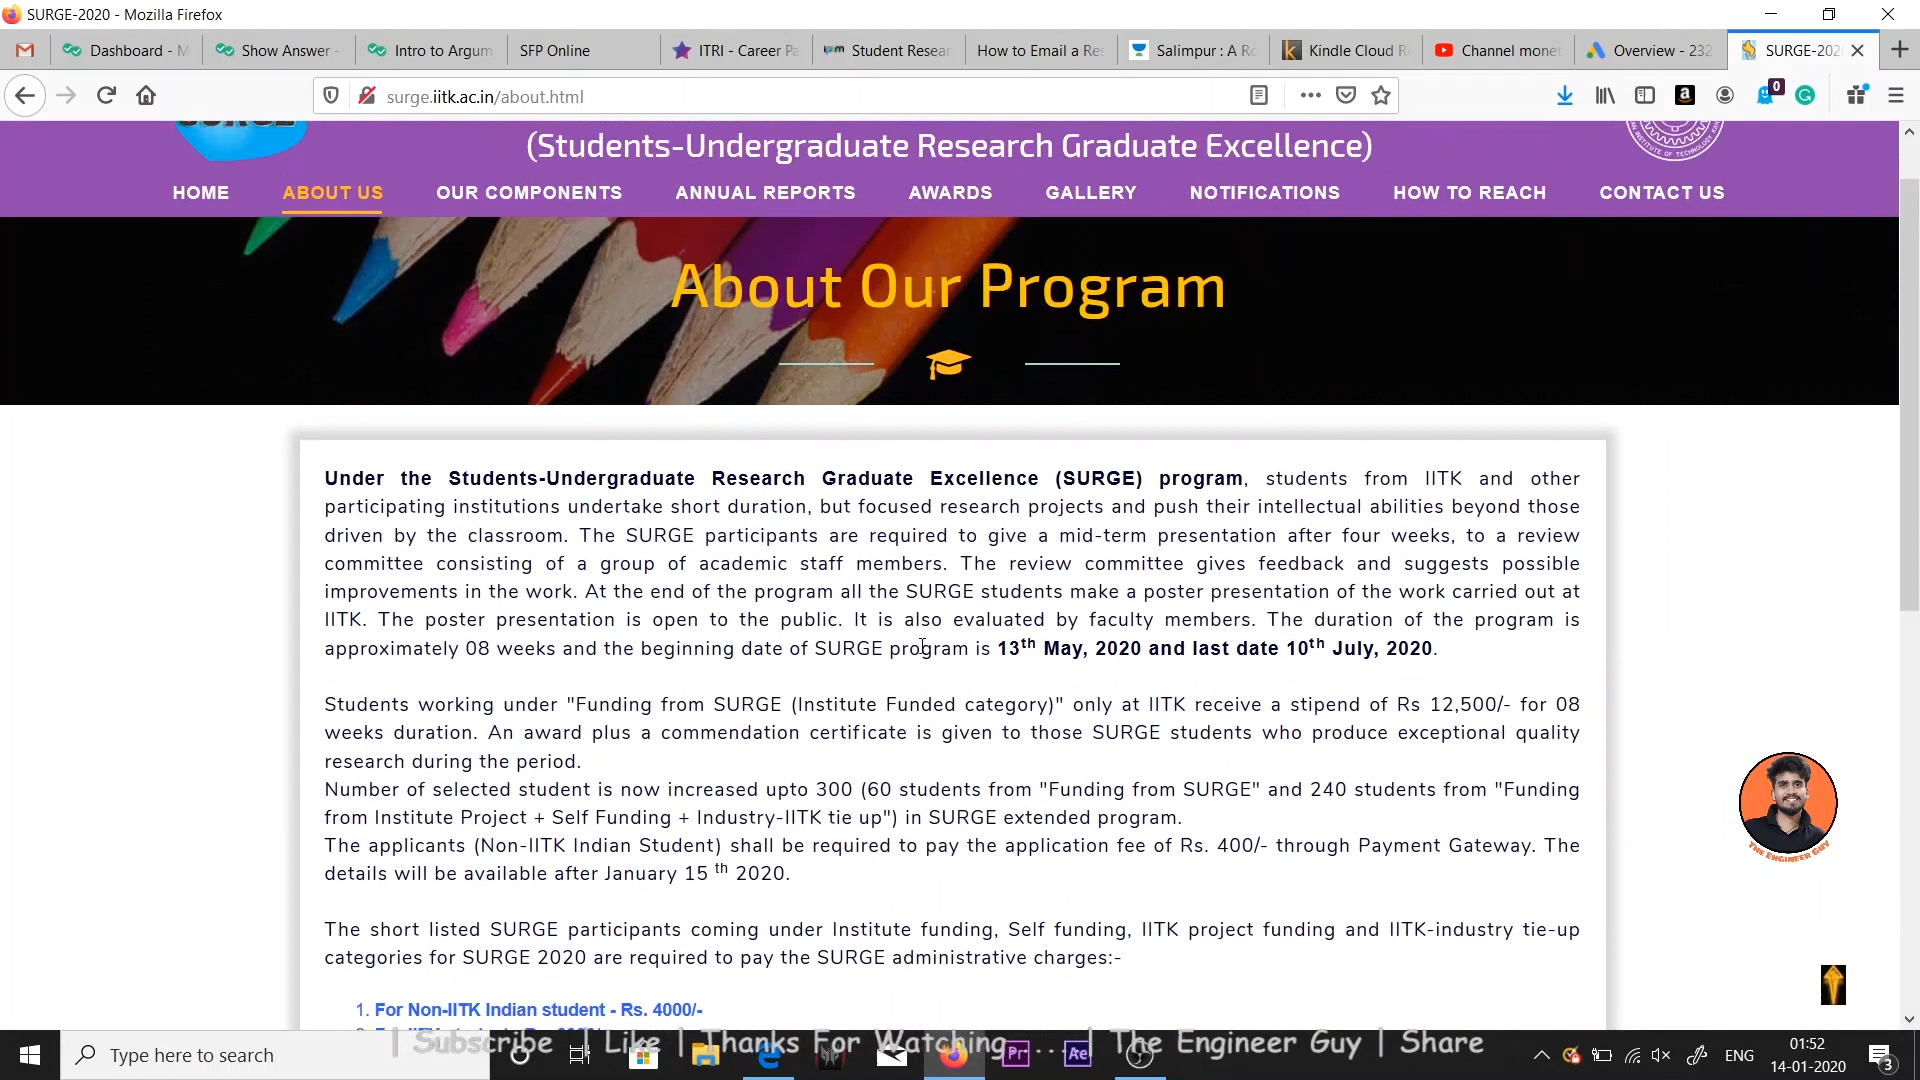 SURGE-2020 - Mozilla Firefox
Dashboard - M
Show Answer -
Intro to Argum
SFP Online
ITRI - Career Pa
Student Resear
How to Email a Res
Salimpur : A Ro
Kindle Cloud R
Channel monet
Overview - 232
SURGE-202
surge.iitk.ac.in/about.html
0
SURGE
(Students-Undergraduate Research Graduate Excellence)
HOME ABOUT US OUR COMPONENTS ANNUAL REPORTS AWARDS GALLERY NOTIFICATIONS HOW TO REACH CONTACT US
About Our Program
Under the Students-Undergraduate Research Graduate Excellence (SURGE) program, students from IITK and other
participating institutions undertake short duration, but focused research projects and push their intellectual abilities beyond those
driven by the classroom. The SURGE participants are required to give a mid-term presentation after four weeks, to a review
committee consisting of a group of academic staff members. The review committee gives feedback and suggests possible
improvements in the work. At the end of the program all the SURGE students make a poster presentation of the work carried out at
IITK. The poster presentation is open to the public. It is also evaluated by faculty members. The duration of the program is
approximately 08 weeks and the beginning date of SURGE program is 13th May, 2020 and last date 10th July, 2020.
Students working under "Funding from SURGE (Institute Funded category)" only at IITK receive a stipend of Rs 12,500/- for 08
weeks duration. An award plus a commendation certificate is given to those SURGE students who produce exceptional quality
research during the period.
Number of selected student is now increased upto 300 (60 students from "Funding from SURGE" and 240 students from "Funding
from Institute Project + Self Funding + Industry-IITK tie up") in SURGE extended program.
The applicants (Non-IITK Indian Student) shall be required to pay the application fee of Rs. 400/- through Payment Gateway. The
details will be available after January 15 th 2020.
The short listed SURGE participants coming under Institute funding, Self funding, IITK project funding and IITK-industry tie-up
categories for SURGE 2020 are required to pay the SURGE administrative charges:-
1. For Non-IITK Indian student - Rs. 4000/-
THE ENGINEER GUY
| Subscribe | Like | Thanks For Watching .... | The Engineer Guy | Share
Type here to search
Pr
Ae
ENG
01:52
14-01-2020
3